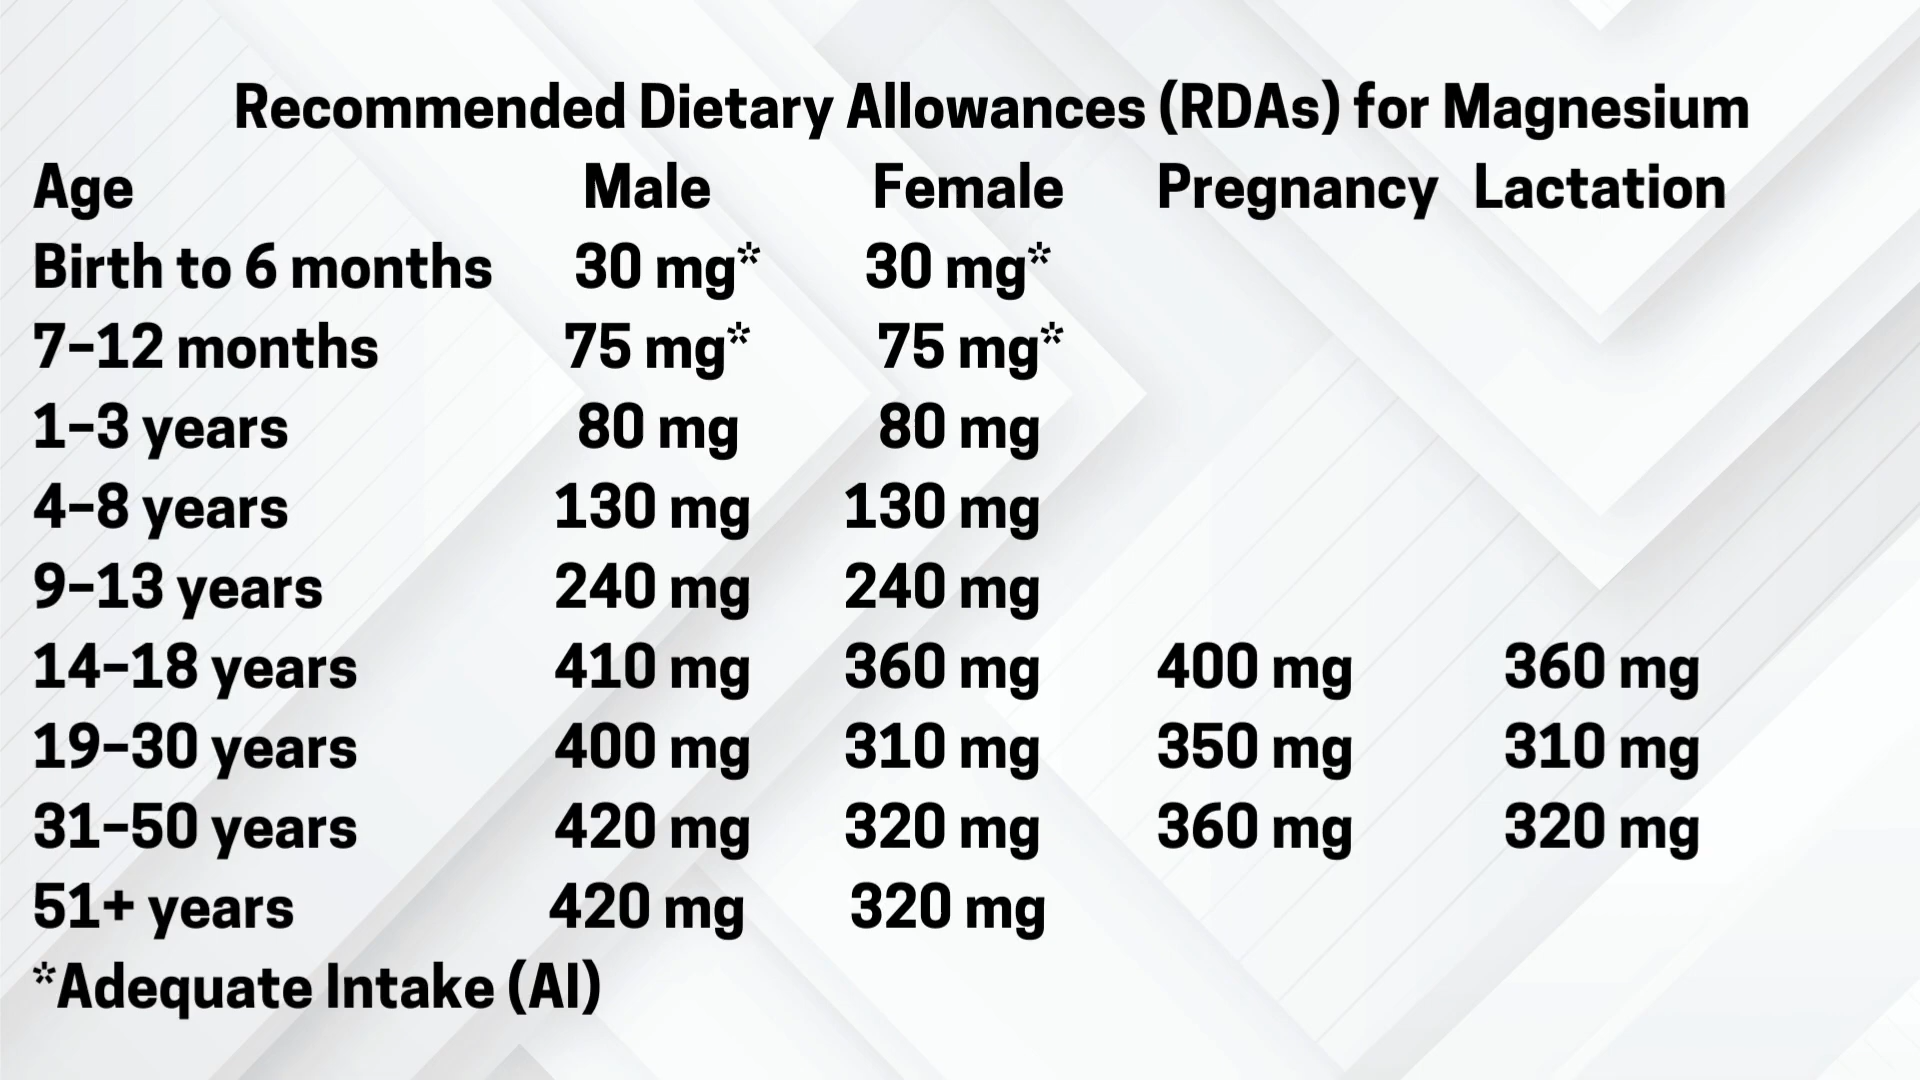 Recommended Dietary Allowances (RDAs) for Magnesium
Age Male Female Pregnancy Lactation
Birth to 6 months 30 mg* 30 mg*
7–12 months 75 mg* 75 mg*
1–3 years 80 mg 80 mg
4–8 years 130 mg 130 mg
9–13 years 240 mg 240 mg
14–18 years 410 mg 360 mg 400 mg 360 mg
19–30 years 400 mg 310 mg 350 mg 310 mg
31–50 years 420 mg 320 mg 360 mg 320 mg
51+ years 420 mg 320 mg
*Adequate Intake (AI)